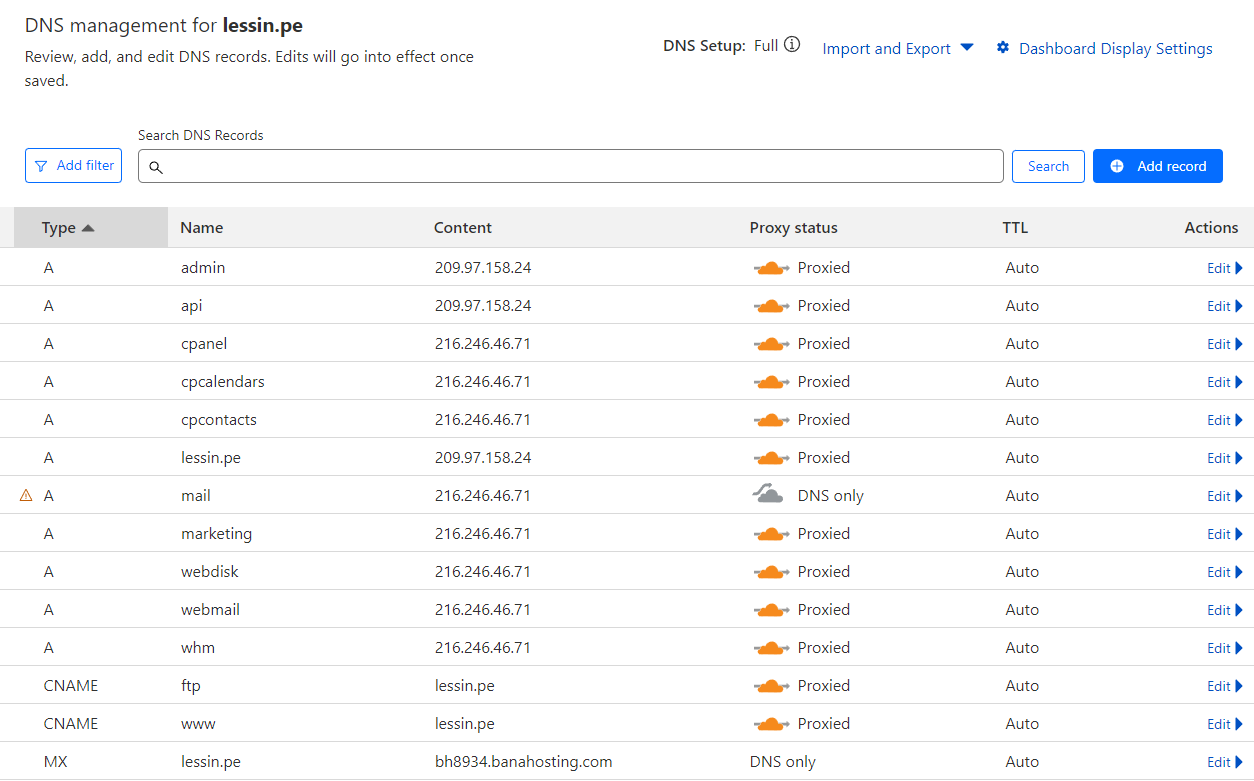 DNS management for lessin.pe
Review, add, and edit DNS records. Edits will go into effect once
saved.
DNS Setup: Full
Import and Export
Dashboard Display Settings
Search DNS Records
Add filter
Search
Add record
Type Name Content Proxy status TTL Actions
A admin 209.97.158.24 Proxied Auto Edit
A api 209.97.158.24 Proxied Auto Edit
A cpanel 216.246.46.71 Proxied Auto Edit
A cpcalendars 216.246.46.71 Proxied Auto Edit
A cpcontacts 216.246.46.71 Proxied Auto Edit
A lessin.pe 209.97.158.24 Proxied Auto Edit
A mail 216.246.46.71 DNS only Auto Edit
A marketing 216.246.46.71 Proxied Auto Edit
A webdisk 216.246.46.71 Proxied Auto Edit
A webmail 216.246.46.71 Proxied Auto Edit
A whm 216.246.46.71 Proxied Auto Edit
CNAME ftp lessin.pe Proxied Auto Edit
CNAME www lessin.pe Proxied Auto Edit
MX lessin.pe bh8934.banahosting.com DNS only Auto Edit